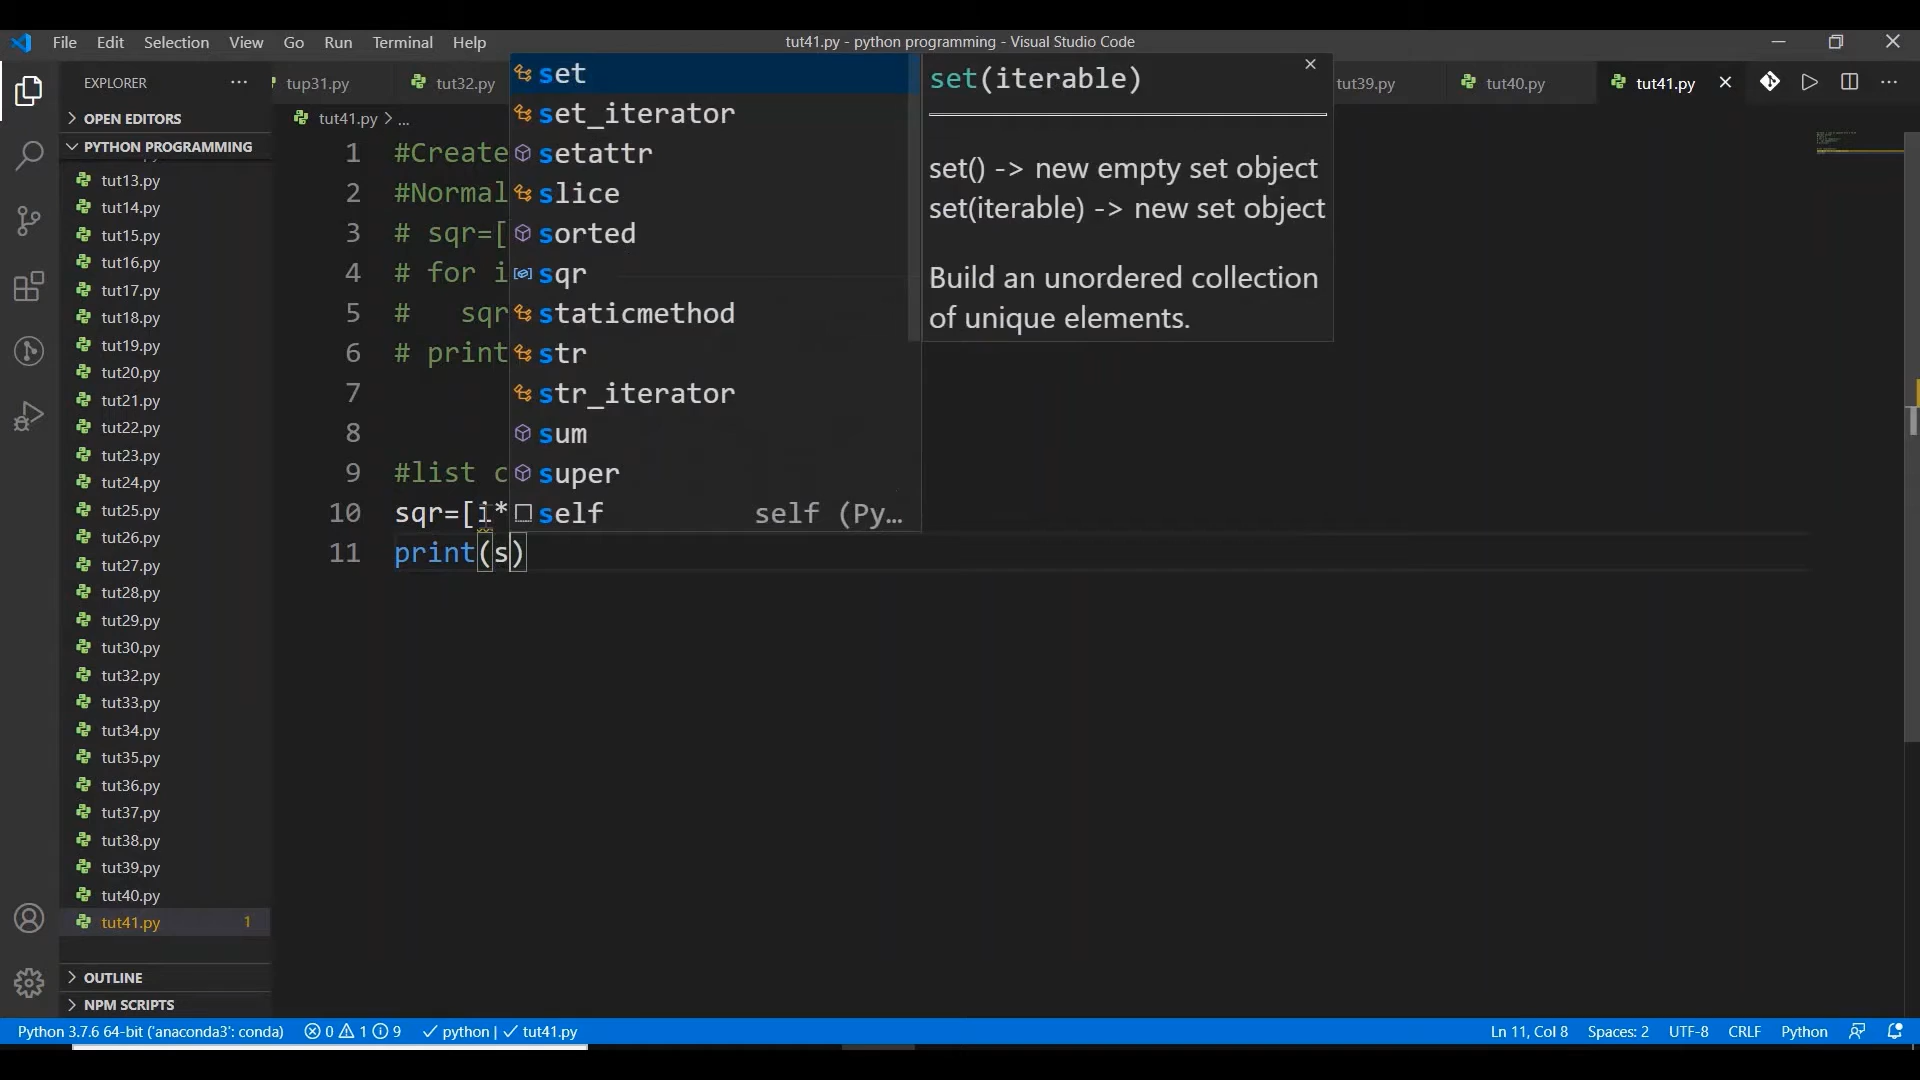 File Edit Selection View Go Run Terminal Help
tut41.py - python programming - Visual Studio Code
EXPLORER
tup31.py tut32.py tut39.py tut40.py tut41.py
OPEN EDITORS
PYTHON PROGRAMMING
tut13.py
tut14.py
tut15.py
tut16.py
tut17.py
tut18.py
tut19.py
tut20.py
tut21.py
tut22.py
tut23.py
tut24.py
tut25.py
tut26.py
tut27.py
tut28.py
tut29.py
tut30.py
tut32.py
tut33.py
tut34.py
tut35.py
tut36.py
tut37.py
tut38.py
tut39.py
tut40.py
tut41.py 1
OUTLINE
NPM SCRIPTS
tut41.py > ...
1 #Create
2 #Normal
3 # sqr=[
4 # for i
5 # sqr
6 # print
7
8
9 #list c
10 sqr=[i*
11 print(s)
set
set_iterator
setattr
slice
sorted
sqr
staticmethod
str
str_iterator
sum
super
self self (Py...
set(iterable)
set() -> new empty set object
set(iterable) -> new set object
Build an unordered collection
of unique elements.
Python 3.7.6 64-bit ('anaconda3': conda) 0 1 9 python | tut41.py Ln 11, Col 8 Spaces: 2 UTF-8 CRLF Python